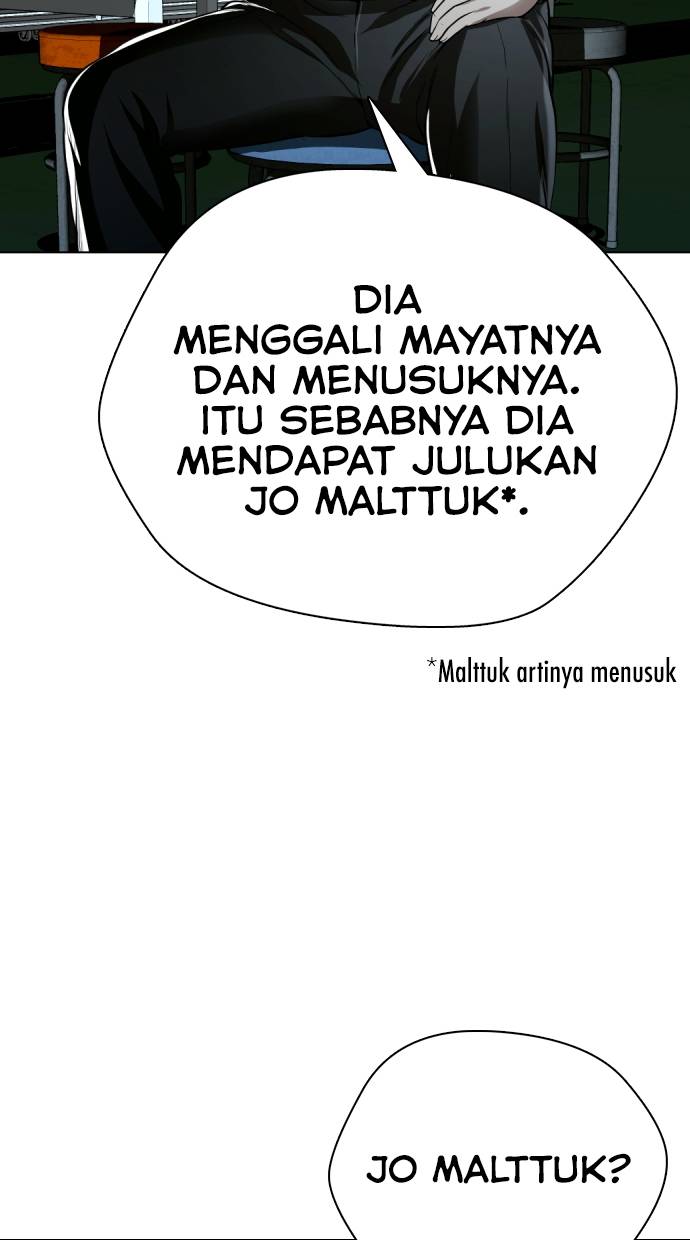 DIA
MENGGALI MAYATNYA
DAN MENUSUKNYA.
ITU SEBABNYA DIA
MENDAPAT JULUKAN
JO MALTTUK*.
*Malttuk artinya menusuk
JO MALTTUK?